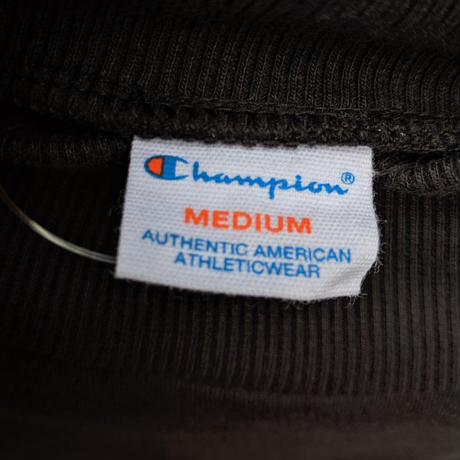 Champion®
MEDIUM
AUTHENTIC AMERICAN
ATHLETICWEAR